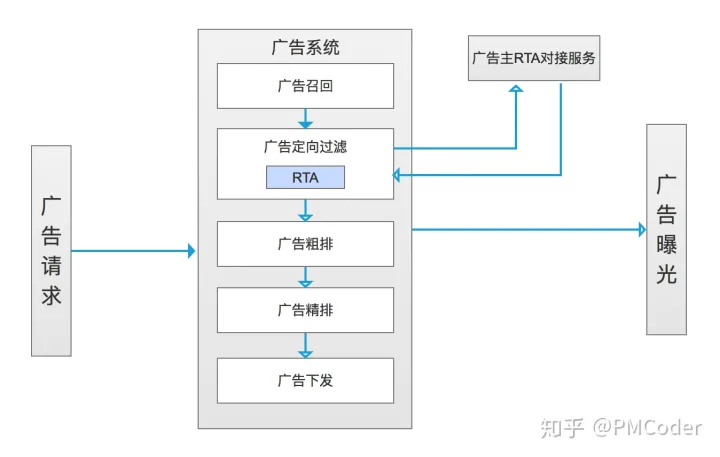 广告系统
广告主RTA对接服务
广告召回
广告定向过滤
RTA
广告请求
广告曝光
广告粗排
广告精排
广告下发
知乎 @PMCoder